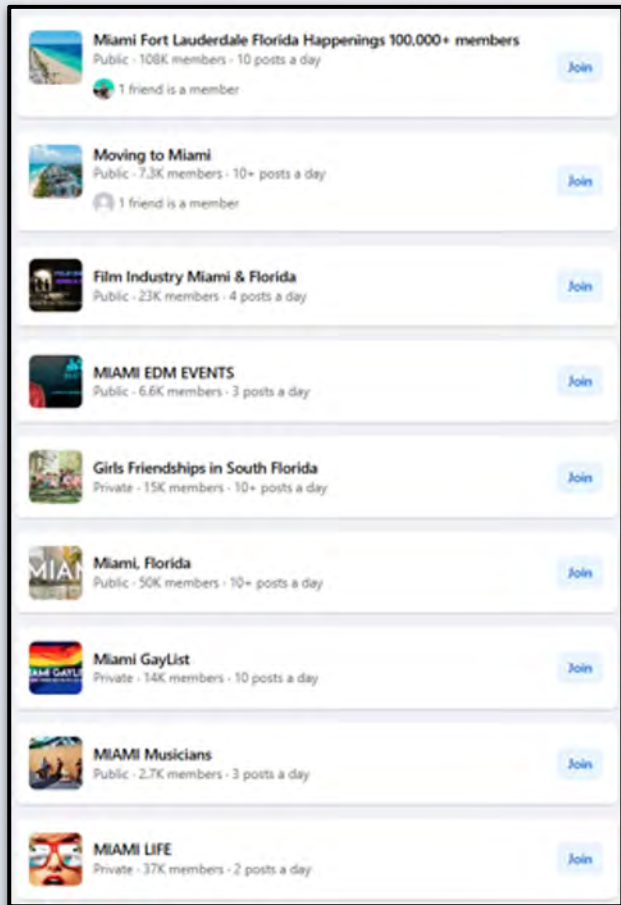 Miami Fort Lauderdale Florida Happenings 100,000+ members
Public · 108K members · 10 posts a day
Join
1 friend is a member
Moving to Miami
Public · 7.3K members · 10+ posts a day
Join
1 friend is a member
Film Industry Miami & Florida
Public · 23K members · 4 posts a day
Join
MIAMI EDM EVENTS
Public · 6.6K members · 3 posts a day
Join
Girls Friendships in South Florida
Private · 15K members · 10+ posts a day
Join
MIAM
Miami, Florida
Public · 50K members · 10+ posts a day
Join
Miami GayList
Private · 14K members · 10 posts a day
Join
MIAMI Musicians
Public · 2.7K members · 3 posts a day
Join
MIAMI LIFE
Private · 37K members · 2 posts a day
Join